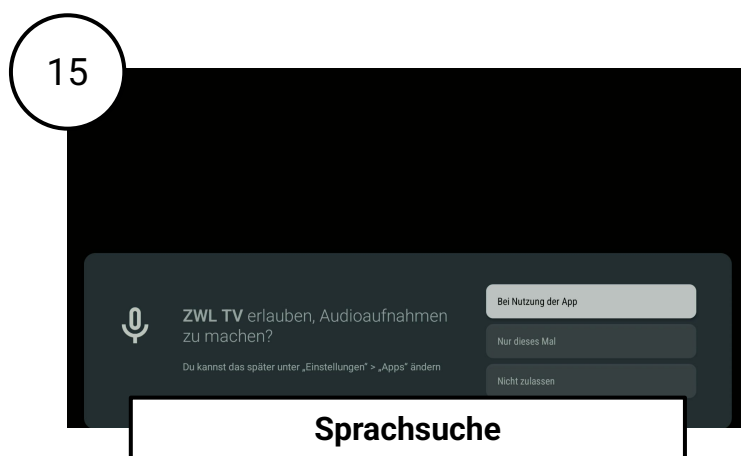 15
ZWL TV erlauben, Audioaufnahmen
zu machen?
Du kannst das später unter „Einstellungen“ > „Apps“ ändern
Bei Nutzung der App
Nur dieses Mal
Nicht zulassen
Sprachsuche